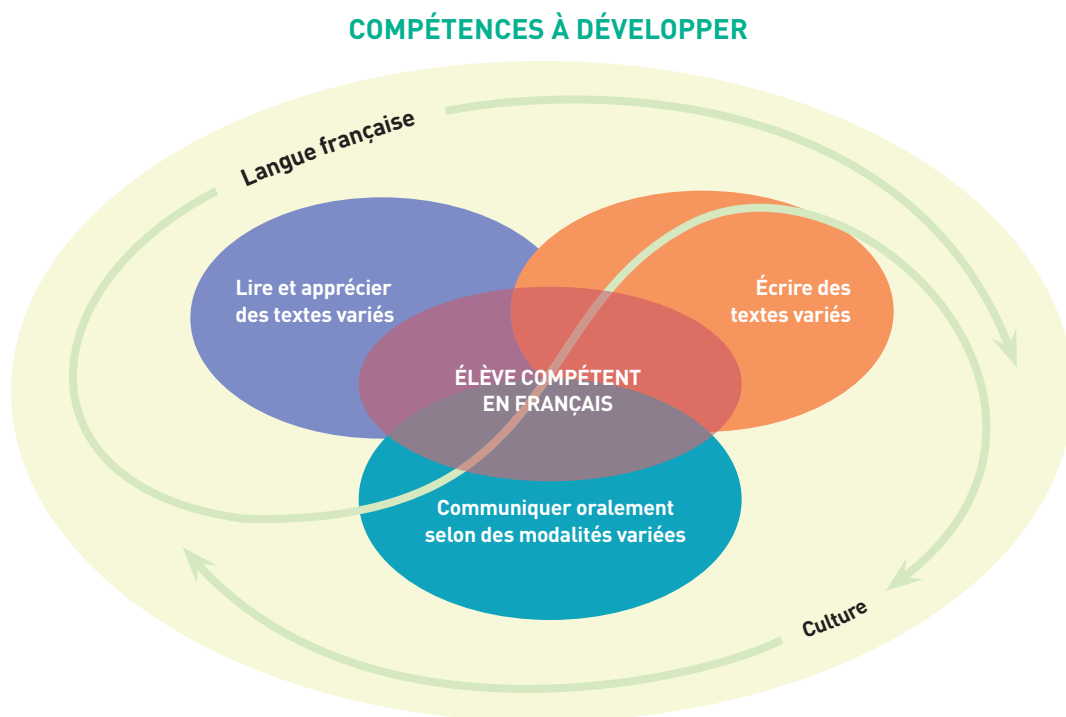 COMPÉTENCES À DÉVELOPPER
Langue française
Lire et apprécier
des textes variés
Écrire des
textes variés
ÉLÈVE COMPÉTENT
EN FRANÇAIS
Communiquer oralement
selon des modalités variées
Culture